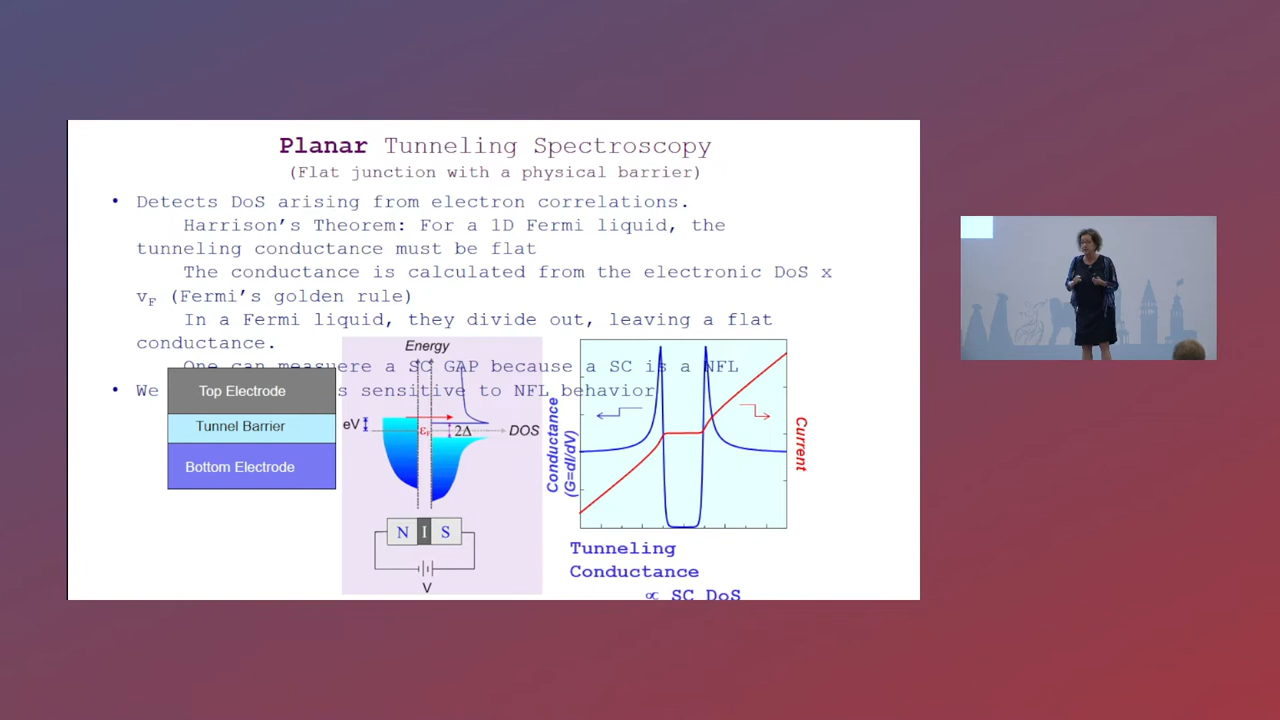 Planar Tunneling Spectroscopy
(Flat junction with a physical barrier)
• Detects DoS arising from electron correlations.
Harrison's Theorem: For a 1D Fermi liquid, the
tunneling conductance must be flat
The conductance is calculated from the electronic DoS x
vF (Fermi's golden rule)
In a Fermi liquid, they divide out, leaving a flat
conductance.
One can measuere a SC GAP because a SC is a NFL
• We
s sensitive to NFL behavior
Top Electrode
Tunnel Barrier
Bottom Electrode
Energy
eV
εF
2Δ
DOS
N I S
V
Conductance
(G=dI/dV)
Current
Tunneling
Conductance
∝ SC DoS